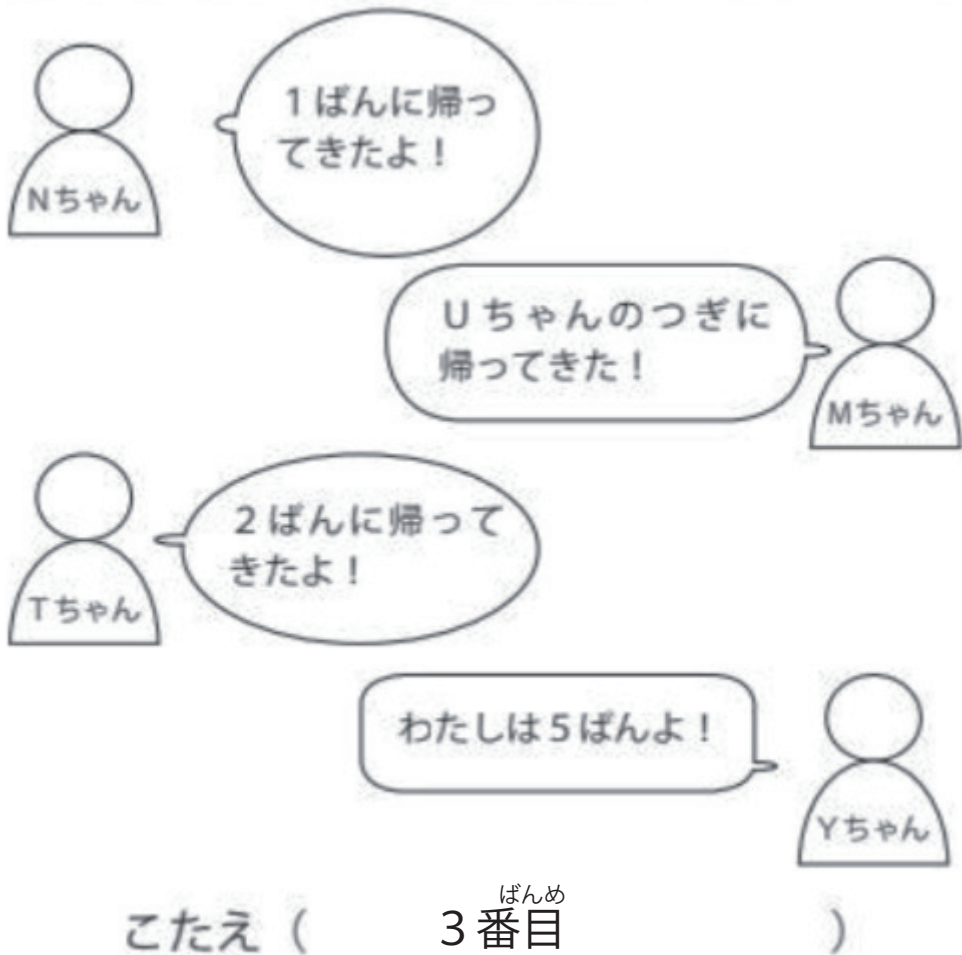 1ばんに帰っ
てきたよ！
Nちゃん
Uちゃんのつぎに
帰ってきた！
Mちゃん
2ばんに帰って
きたよ！
Tちゃん
わたしは5ばんよ！
Yちゃん
ばんめ
こたえ（ 3番目 ）